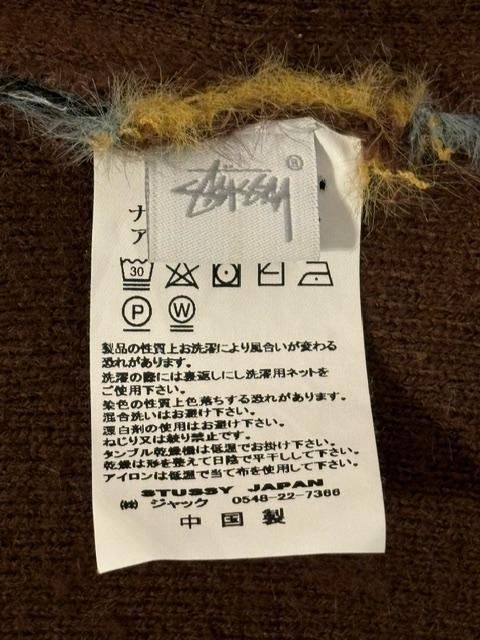 STÜSSY®
ナ
ア
30
P
W
製品の性質上お洗濯により風合いが変わる
恐れがあります。
洗濯の際には裏返しにし洗濯用ネットを
ご使用下さい。
染色の性質上色落ちする恐れがあります。
混合洗いはお避け下さい。
漂白剤の使用はお避け下さい。
ねじり又は絞り禁止です。
タンブル乾燥機は低温でお掛け下さい。
乾燥は形を整えて日陰で平干しして下さい。
アイロンは低温で当て布を使用して下さい。
STUSSY JAPAN
㈱ ジャック 0548-22-7366
中国製